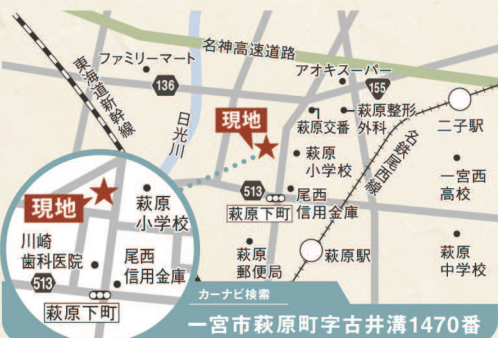 名神高速道路
東海道新幹線
ファミリーマート
136
日光川
アオキスーパー
155
萩原交番
萩原整形
外科
二子駅
名鉄尾西線
現地
萩原
小学校
一宮西
高校
513
萩原下町
尾西
信用金庫
萩原
郵便局
萩原駅
萩原
中学校
現地
萩原
小学校
川崎
歯科医院
尾西
信用金庫
513
萩原下町
カーナビ検索
一宮市萩原町字古井溝1470番